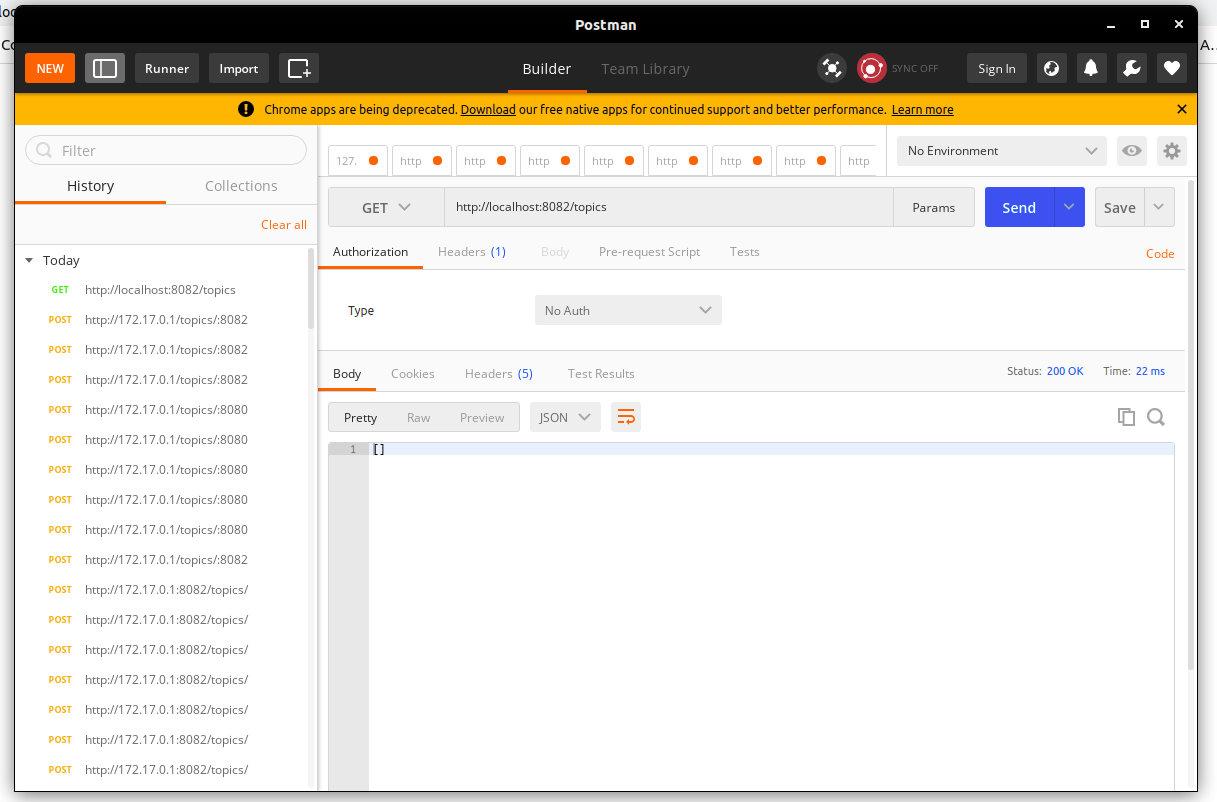 loc
Postman
Co
A..
NEW
Runner
Import
Builder
Team Library
SYNC OFF
Sign In
Chrome apps are being deprecated. Download our free native apps for continued support and better performance. Learn more
Filter
History
Collections
Clear all
Today
GET http://localhost:8082/topics
POST http://172.17.0.1/topics/:8082
POST http://172.17.0.1/topics/:8082
POST http://172.17.0.1/topics/:8082
POST http://172.17.0.1/topics/:8080
POST http://172.17.0.1/topics/:8080
POST http://172.17.0.1/topics/:8080
POST http://172.17.0.1/topics/:8080
POST http://172.17.0.1/topics/:8080
POST http://172.17.0.1/topics/:8082
POST http://172.17.0.1:8082/topics/
POST http://172.17.0.1:8082/topics/
POST http://172.17.0.1:8082/topics/
POST http://172.17.0.1:8082/topics/
POST http://172.17.0.1:8082/topics/
POST http://172.17.0.1:8082/topics/
POST http://172.17.0.1:8082/topics/
127. http http http http http http http http
No Environment
GET http://localhost:8082/topics Params Send Save
Authorization Headers (1) Body Pre-request Script Tests Code
Type No Auth
Body Cookies Headers (5) Test Results Status: 200 OK Time: 22 ms
Pretty Raw Preview JSON
1 []